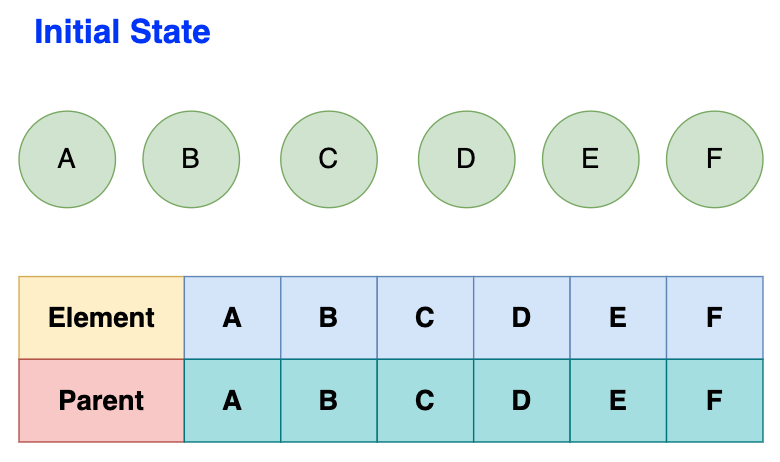 Initial State
A B C D E F
Element A B C D E F
Parent A B C D E F